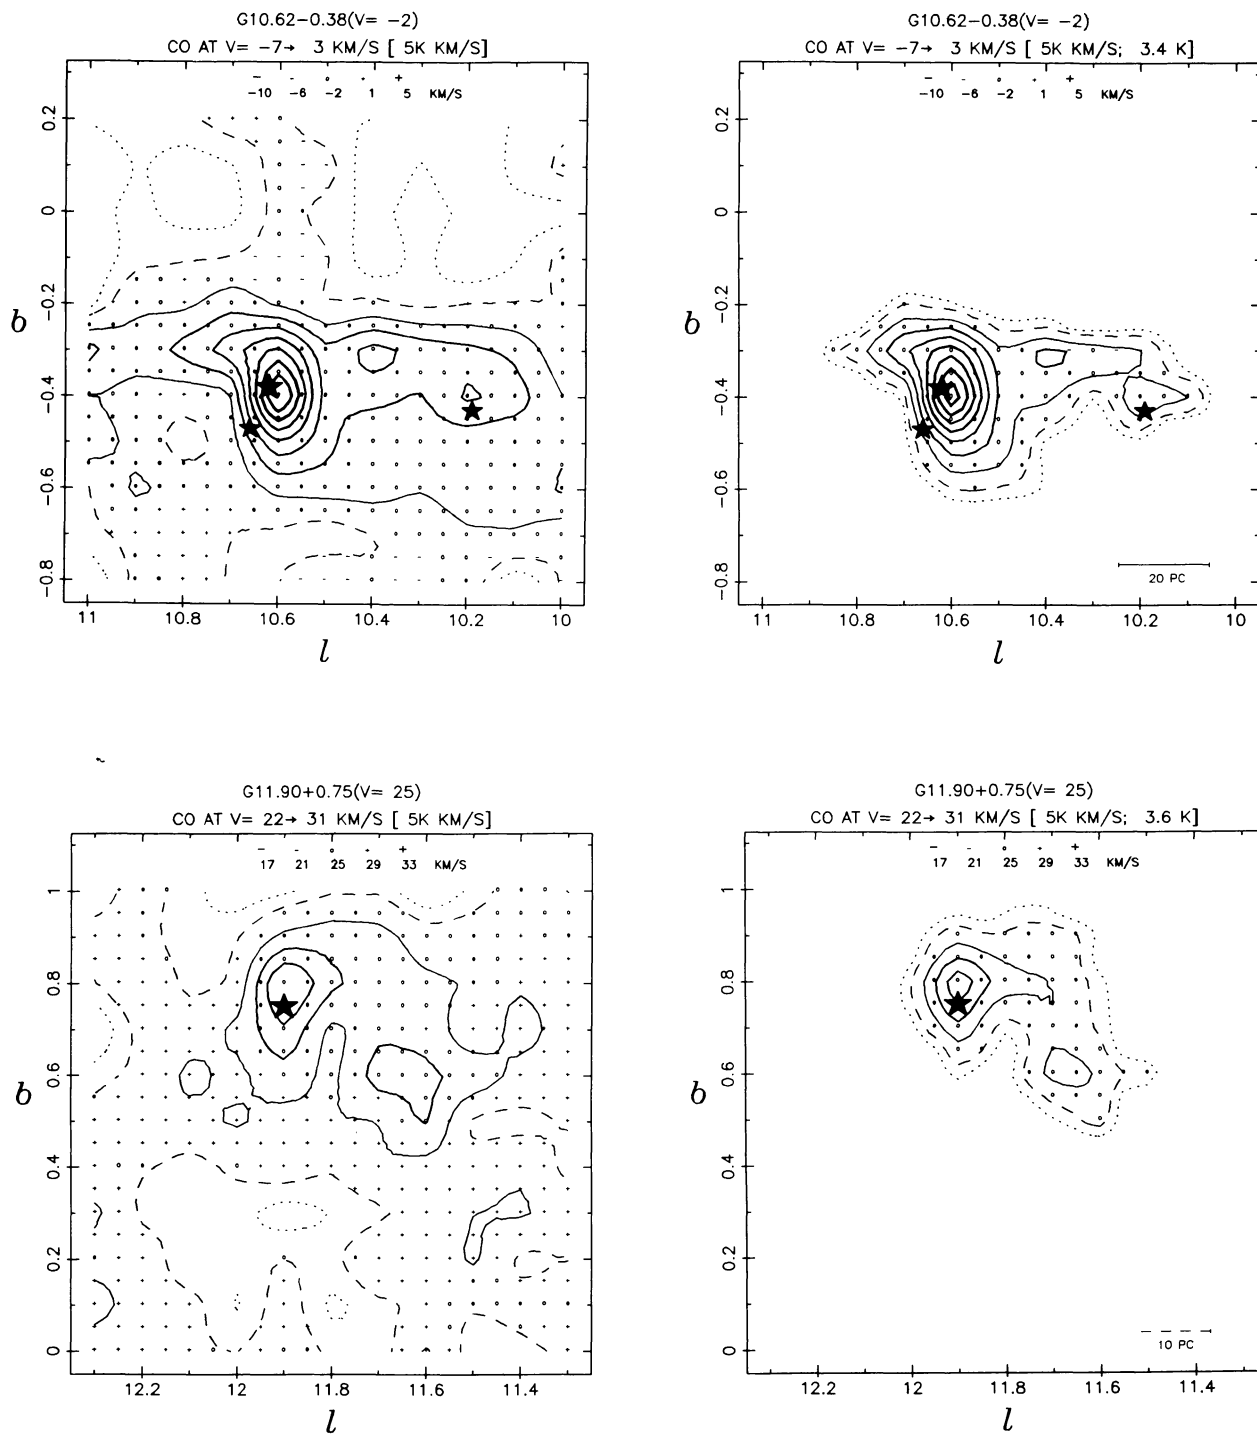 G10.62−0.38(V= −2)
CO AT V= −7→ 3 KM/S [ 5K KM/S]
−10 −6 −2 1 5 KM/S
0.2
0
−0.2
−0.4
−0.6
−0.8
b
11 10.8 10.6 10.4 10.2 10
l
G10.62−0.38(V= −2)
CO AT V= −7→ 3 KM/S [ 5K KM/S; 3.4 K]
−10 −6 −2 1 5 KM/S
0.2
0
−0.2
−0.4
−0.6
−0.8
b
20 PC
11 10.8 10.6 10.4 10.2 10
l
G11.90+0.75(V= 25)
CO AT V= 22→ 31 KM/S [ 5K KM/S]
17 21 25 29 33 KM/S
1
0.8
0.6
0.4
0.2
0
b
12.2 12 11.8 11.6 11.4
l
G11.90+0.75(V= 25)
CO AT V= 22→ 31 KM/S [ 5K KM/S; 3.6 K]
17 21 25 29 33 KM/S
1
0.8
0.6
0.4
0.2
0
b
10 PC
12.2 12 11.8 11.6 11.4
l